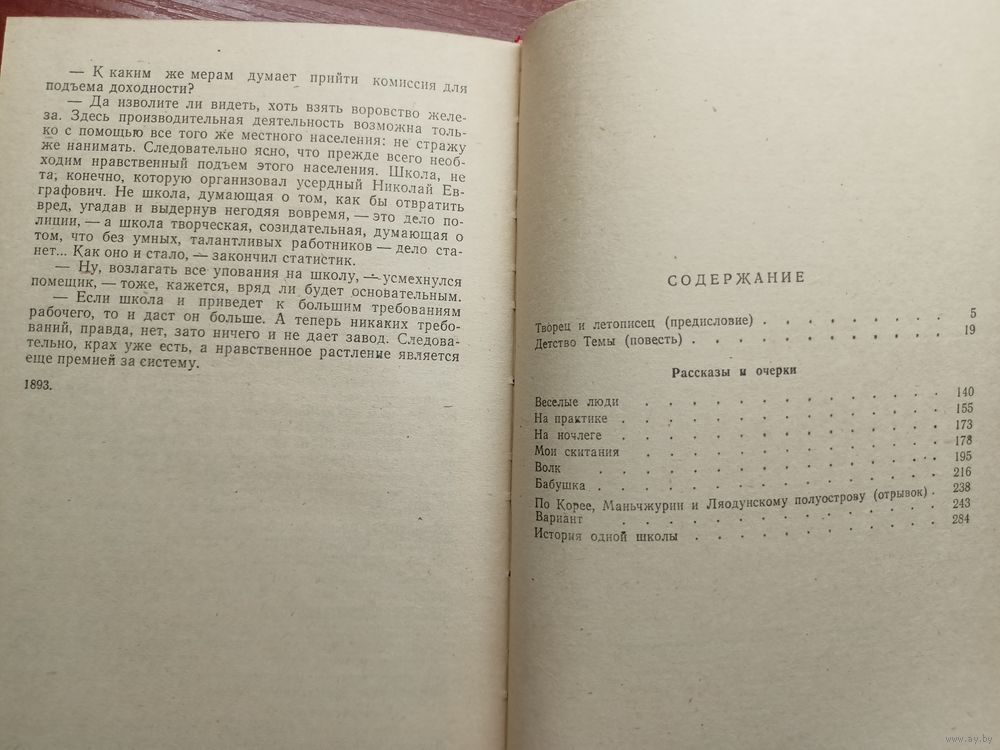 — К каким же мерам думает прийти комиссия для
подъема доходности?
— Да изволите ли видеть, хоть взять воровство желе-
за. Здесь производительная деятельность возможна толь-
ко с помощью все того же местного населения: не стражу
же нанимать. Следовательно ясно, что прежде всего необ-
ходим нравственный подъем этого населения. Школа, не
та, конечно, которую организовал усердный Николай Ев-
графович. Не школа, думающая о том, как бы отвратить
вред, угадав и выдернув негодяя вовремя, — это дело по-
лиции, — а школа творческая, созидательная, думающая о
том, что без умных, талантливых работников — дело ста-
нет... Как оно и стало, — закончил статистик.
— Ну, возлагать все упования на школу, — усмехнулся
помещик, — тоже, кажется, вряд ли будет основательным.
— Если школа и приведет к большим требованиям
рабочего, то и даст он больше. А теперь никаких требо-
ваний, правда, нет, зато ничего и не дает завод. Следова-
тельно, крах уже есть, а нравственное растление является
еще премией за систему.
1893.
СОДЕРЖАНИЕ
Творец и летописец (предисловие) . . . . . . . . 5
Детство Темы (повесть) . . . . . . . . . . . 19
Рассказы и очерки
Веселые люди . . . . . . . . . . . . . 140
На практике . . . . . . . . . . . . . . 155
На ночлеге . . . . . . . . . . . . . . 173
Мои скитания . . . . . . . . . . . . . 178
Волк . . . . . . . . . . . . . . . 195
Бабушка . . . . . . . . . . . . . . . 216
По Корее, Маньчжурии и Ляодунскому полуострову (отрывок) . 238
Вариант . . . . . . . . . . . . . . 243
История одной школы . . . . . . . . . . . 284
www.ay.by